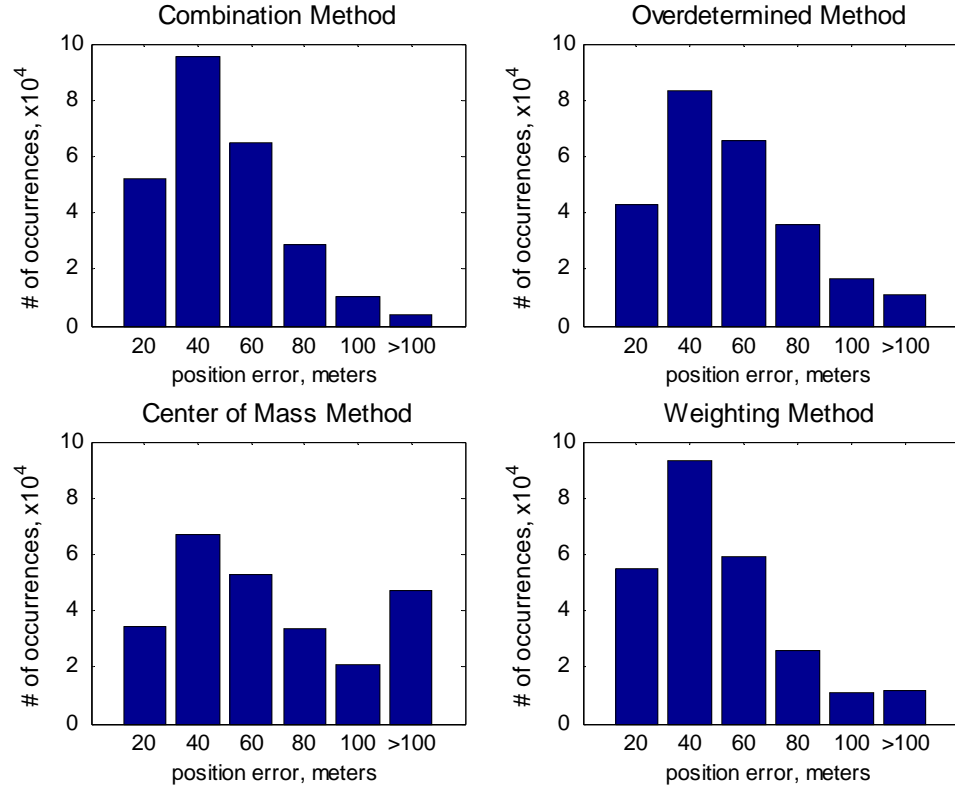 Combination Method
# of occurrences, x10^4
10
8
6
4
2
0
20 40 60 80 100 >100
position error, meters
Overdetermined Method
# of occurrences, x10^4
10
8
6
4
2
0
20 40 60 80 100 >100
position error, meters
Center of Mass Method
# of occurrences, x10^4
10
8
6
4
2
0
20 40 60 80 100 >100
position error, meters
Weighting Method
# of occurrences, x10^4
10
8
6
4
2
0
20 40 60 80 100 >100
position error, meters